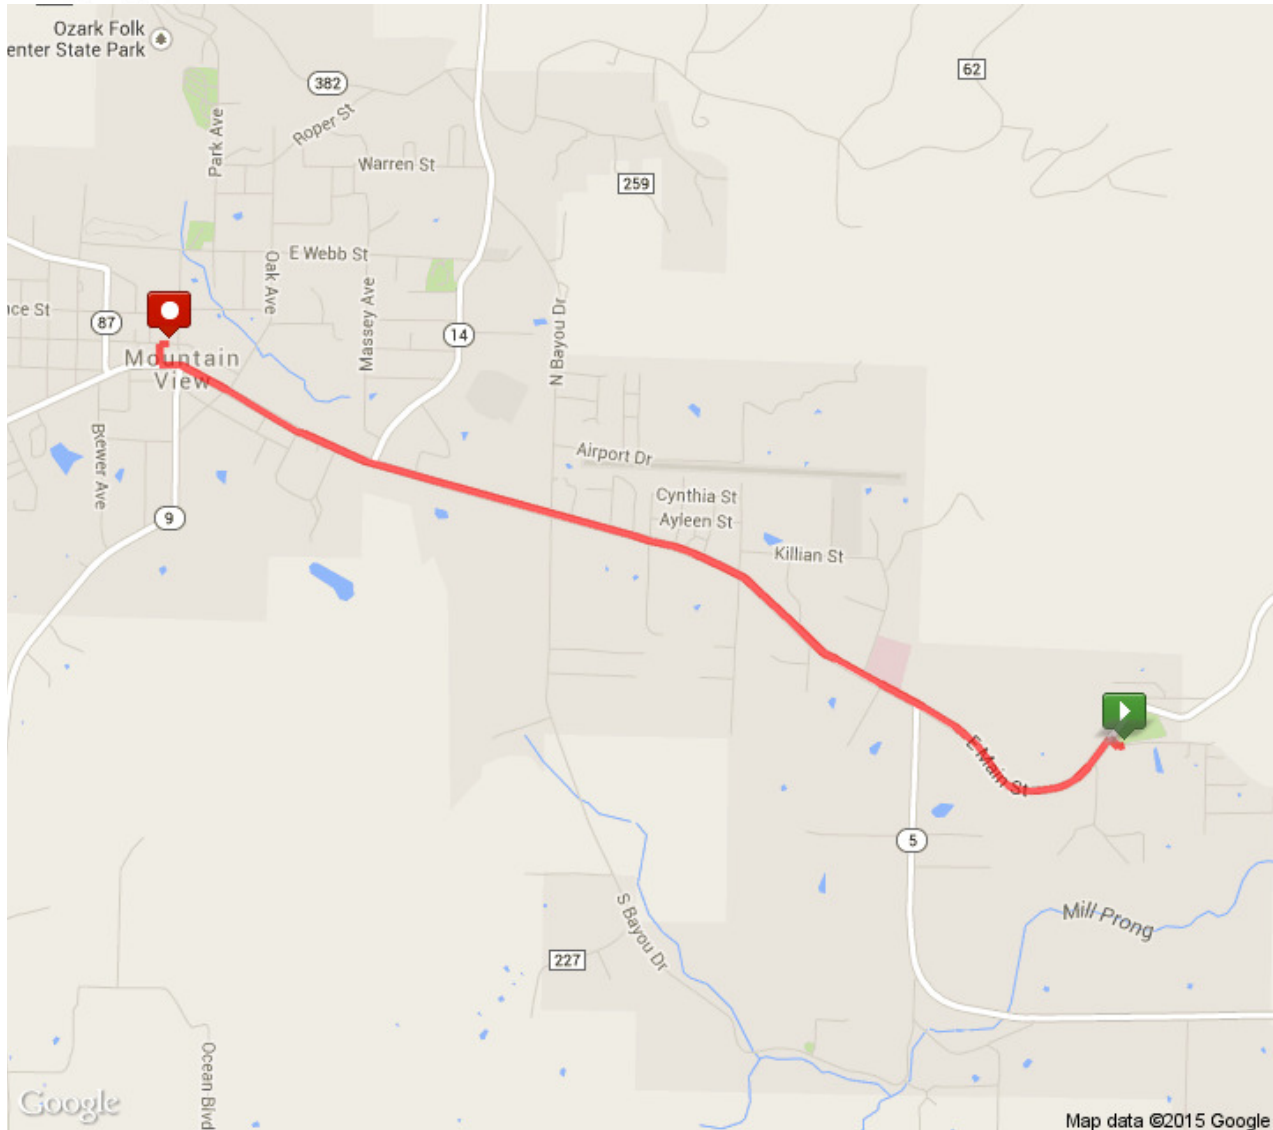 Ozark Folk
enter State Park
382
62
Roper St
Park Ave
Warren St
259
E Webb St
Oak Ave
Massey Ave
N Bayou Dr
nce St
87
14
Mountain
View
Brewer Ave
Airport Dr
Cynthia St
Ayleen St
9
Killian St
E Main St
5
S Bayou Dr
Mill Prong
227
Ocean Blvd
Google
Map data ©2015 Google